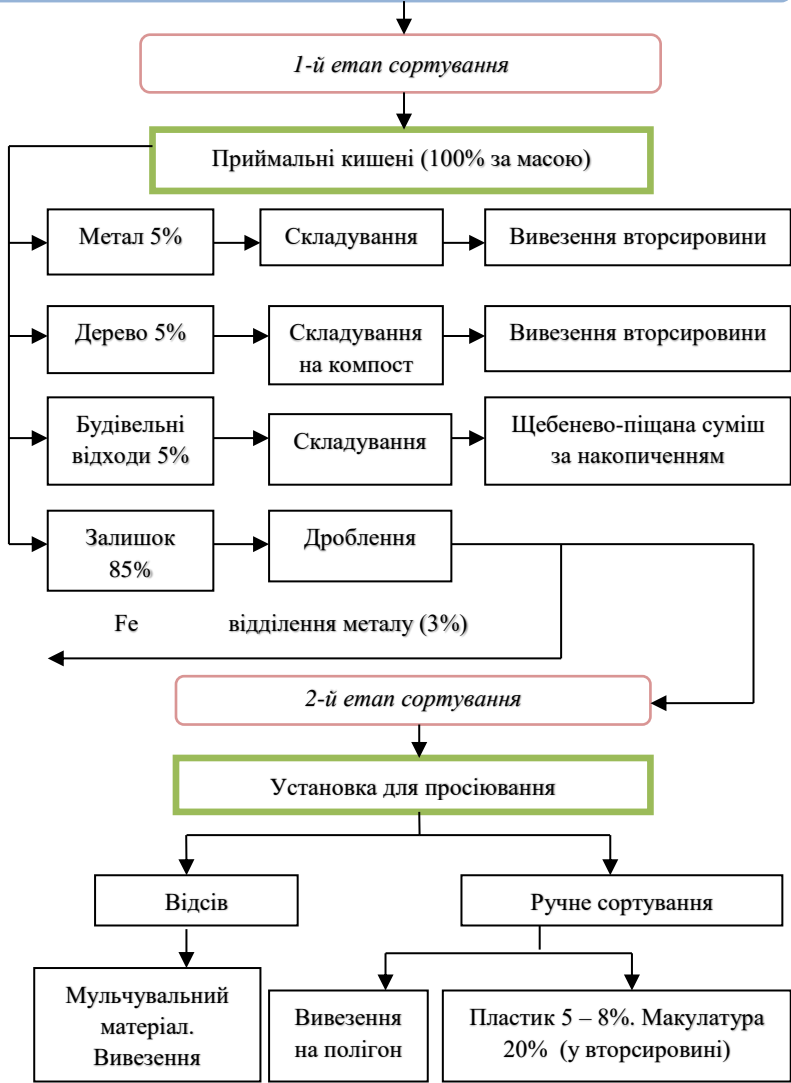 1-й етап сортування
Приймальні кишені (100% за масою)
Метал 5%
Складування
Вивезення вторсировини
Дерево 5%
Складування
на компост
Вивезення вторсировини
Будівельні
відходи 5%
Складування
Щебенево-піщана суміш
за накопиченням
Залишок
85%
Дроблення
Fe відділення металу (3%)
2-й етап сортування
Установка для просіювання
Відсів
Ручне сортування
Мульчувальний
матеріал.
Вивезення
Вивезення
на полігон
Пластик 5 – 8%. Макулатура
20% (у вторсировині)